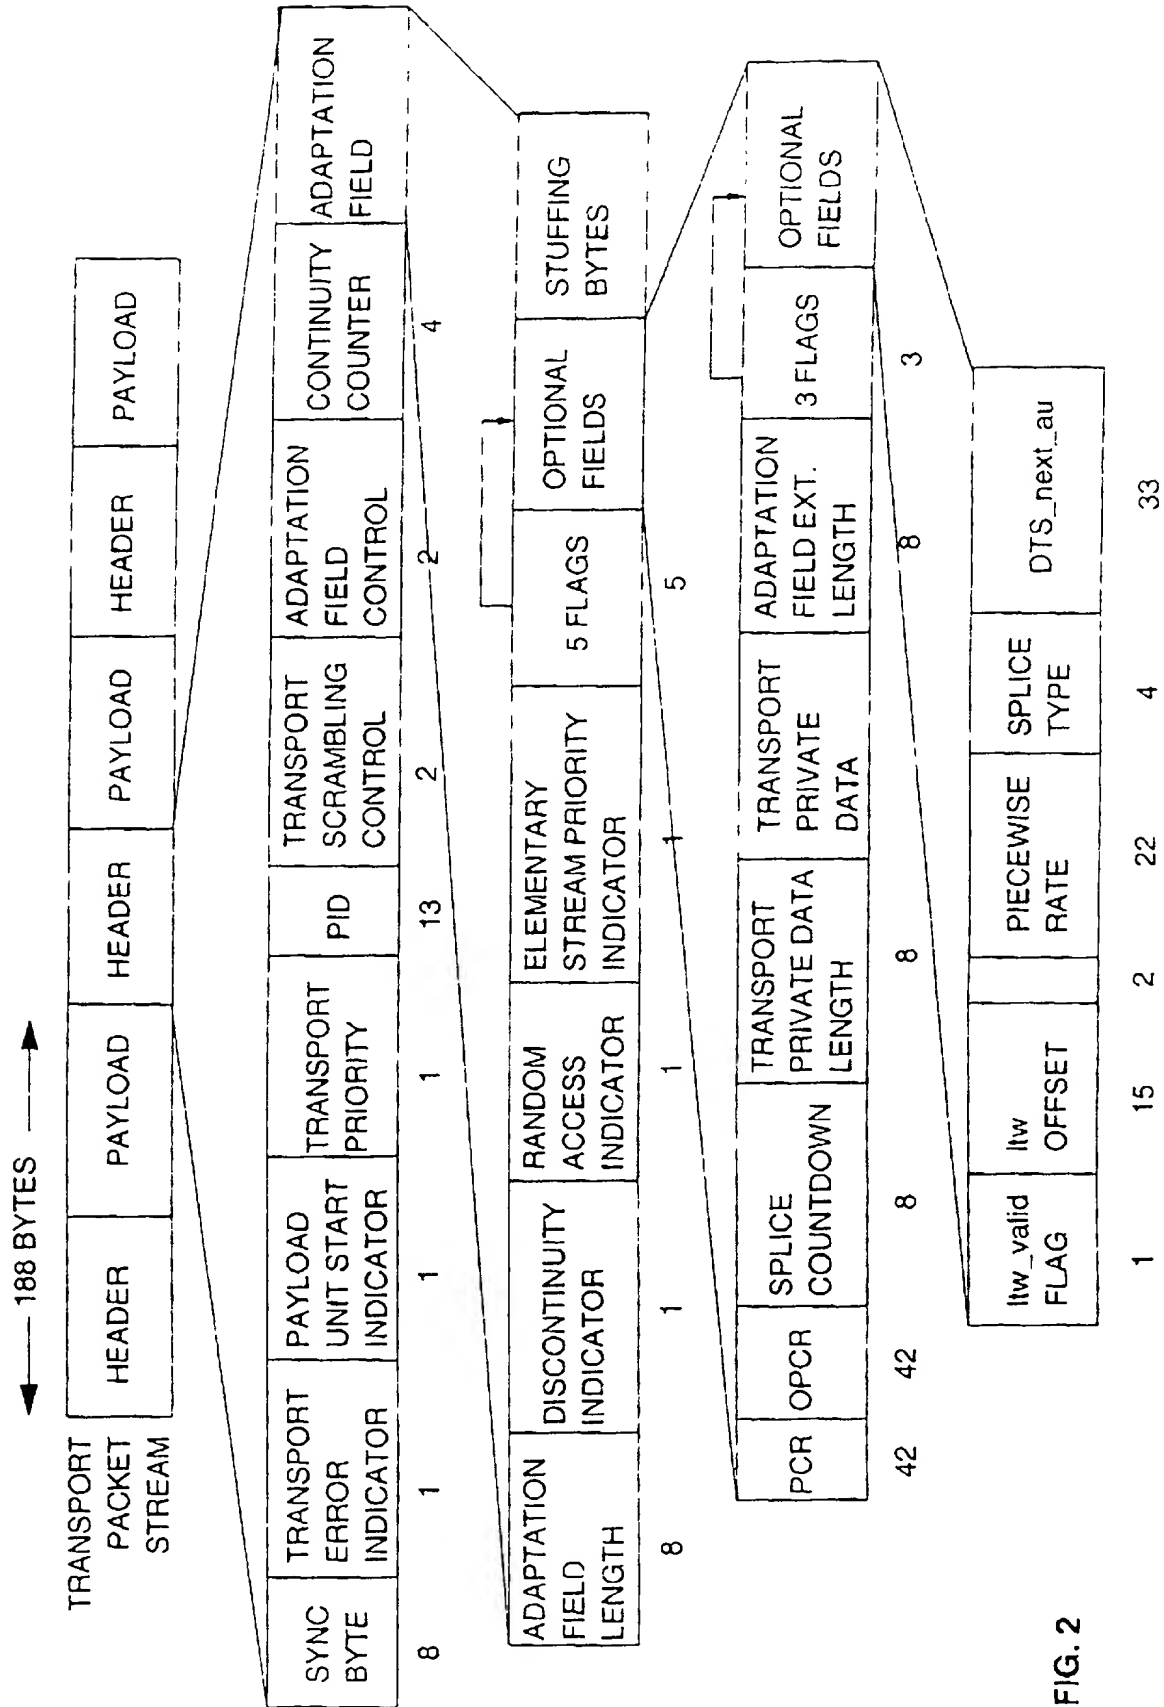 188 BYTES
TRANSPORT
PACKET
STREAM
HEADER
PAYLOAD
HEADER
PAYLOAD
HEADER
PAYLOAD
SYNC
BYTE
TRANSPORT
ERROR
INDICATOR
PAYLOAD
UNIT START
INDICATOR
TRANSPORT
PRIORITY
PID
TRANSPORT
SCRAMBLING
CONTROL
ADAPTATION
FIELD
CONTROL
CONTINUITY
COUNTER
ADAPTATION
FIELD
8
1
1
1
13
2
2
4
ADAPTATION
FIELD
LENGTH
DISCONTINUITY
INDICATOR
RANDOM
ACCESS
INDICATOR
ELEMENTARY
STREAM PRIORITY
INDICATOR
5 FLAGS
OPTIONAL
FIELDS
STUFFING
BYTES
8
1
1
1
5
PCR
OPCR
SPLICE
COUNTDOWN
TRANSPORT
PRIVATE DATA
LENGTH
TRANSPORT
PRIVATE
DATA
ADAPTATION
FIELD EXT.
LENGTH
3 FLAGS
OPTIONAL
FIELDS
42
42
8
8
8
3
ltw_valid
FLAG
ltw
OFFSET
PIECEWISE
RATE
SPLICE
TYPE
DTS_next_au
1
15
2
22
4
33
FIG. 2